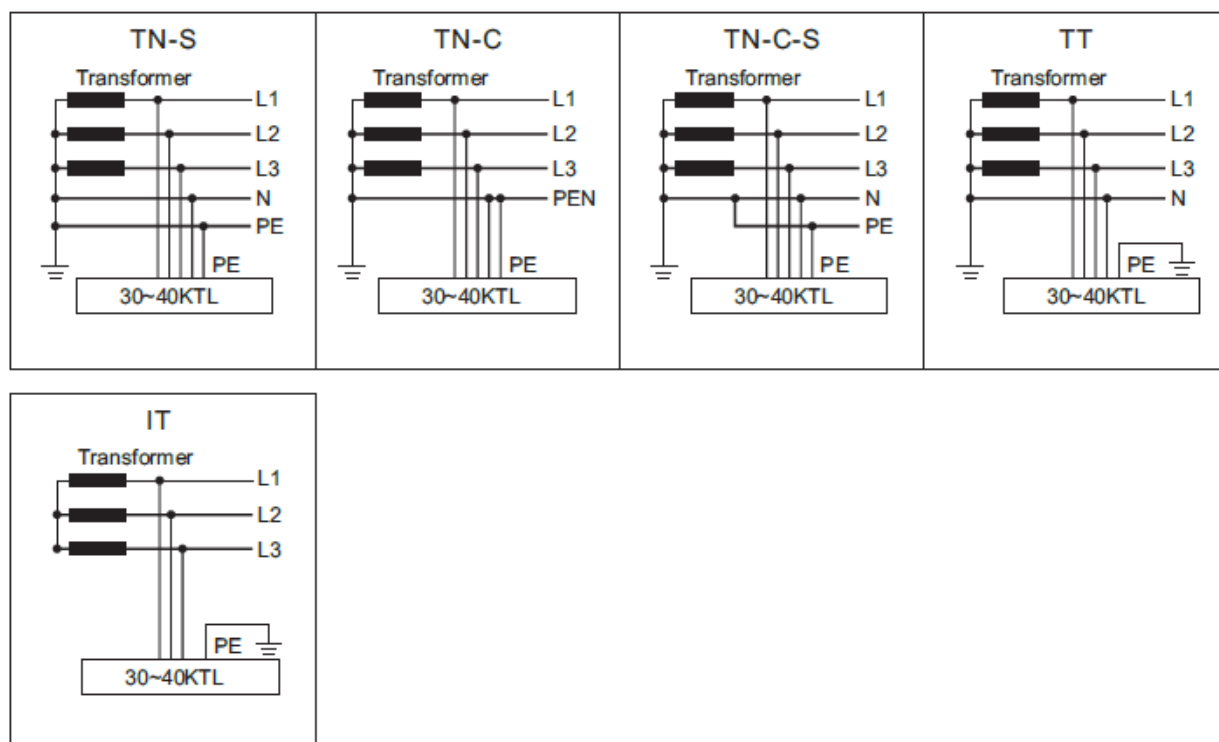 TN-S
Transformer
L1
L2
L3
N
PE
PE
30~40KTL
TN-C
Transformer
L1
L2
L3
PEN
PE
30~40KTL
TN-C-S
Transformer
L1
L2
L3
N
PE
PE
30~40KTL
TT
Transformer
L1
L2
L3
N
PE
30~40KTL
IT
Transformer
L1
L2
L3
PE
30~40KTL